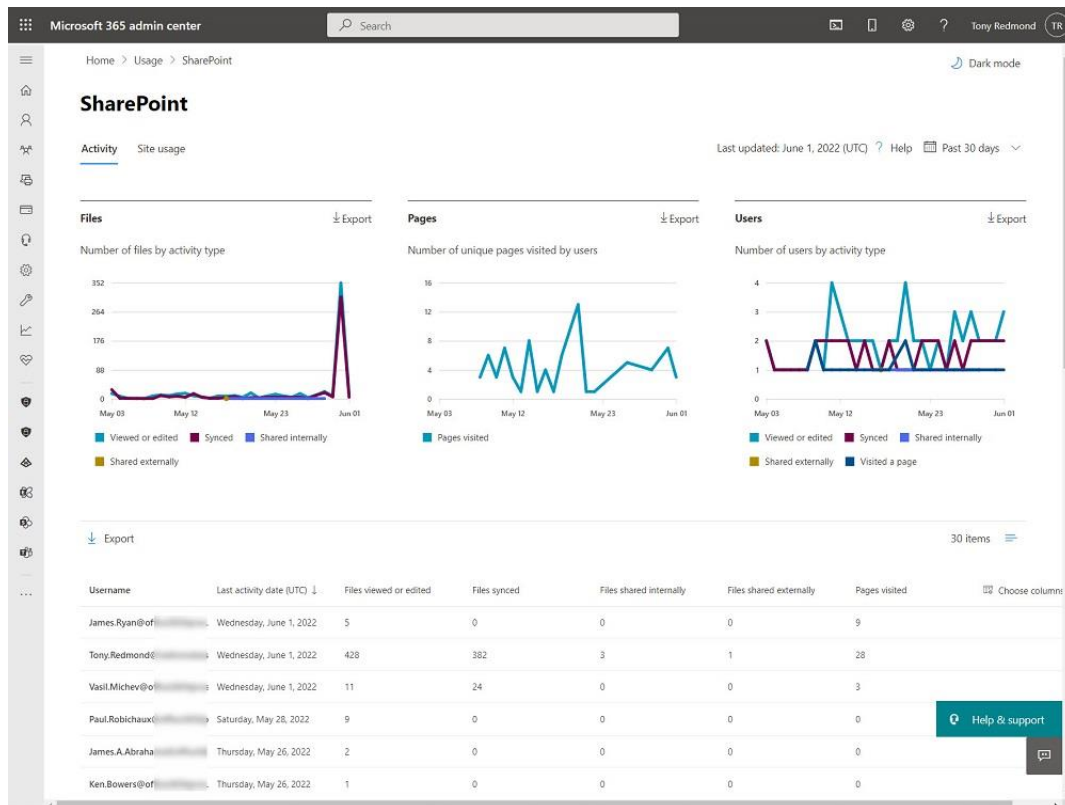 Microsoft 365 admin center
Search
Tony Redmond
TR
Home > Usage > SharePoint
Dark mode
SharePoint
Activity Site usage
Last updated: June 1, 2022 (UTC) ? Help Past 30 days
Files Export
Number of files by activity type
352
264
176
88
0
May 03 May 12 May 23 Jun 01
Viewed or edited Synced Shared internally
Shared externally
Pages Export
Number of unique pages visited by users
16
12
8
4
0
May 03 May 12 May 23 Jun 01
Pages visited
Users Export
Number of users by activity type
4
3
2
1
0
May 03 May 12 May 23 Jun 01
Viewed or edited Synced Shared internally
Shared externally Visited a page
Export 30 items
Username Last activity date (UTC) ↓ Files viewed or edited Files synced Files shared internally Files shared externally Pages visited Choose columns
James.Ryan@of Wednesday, June 1, 2022 5 0 0 0 9
Tony.Redmond@ Wednesday, June 1, 2022 428 382 3 1 28
Vasil.Michev@o Wednesday, June 1, 2022 11 24 0 0 3
Paul.Robichaux Saturday, May 28, 2022 9 0 0 0 0
James.A.Abraha Thursday, May 26, 2022 2 0 0 0 0
Ken.Bowers@of Thursday, May 26, 2022 1 0 0 0 0
Help & support